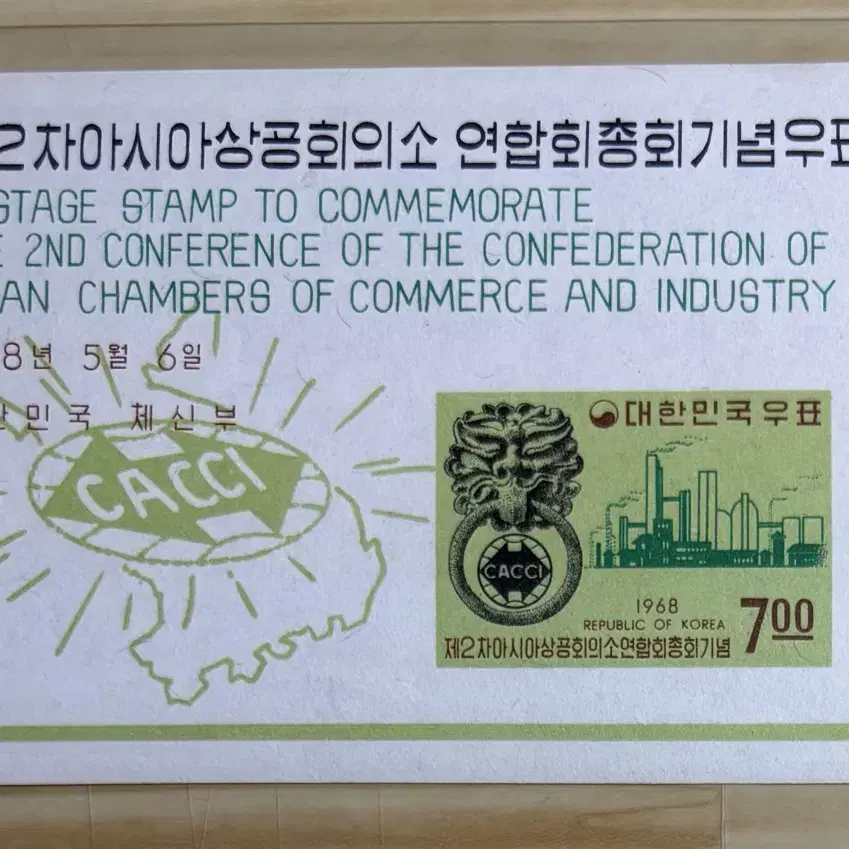 2차아시아상공회의소 연합회총회기념우표
STAGE STAMP TO COMMEMORATE
2ND CONFERENCE OF THE CONFEDERATION OF
AN CHAMBERS OF COMMERCE AND INDUSTRY
8년 5월 6일
한민국 체신부
CACCI
대한민국우표
CACCI
1968
REPUBLIC OF KOREA
700
제2차아시아상공회의소연합회총회기념